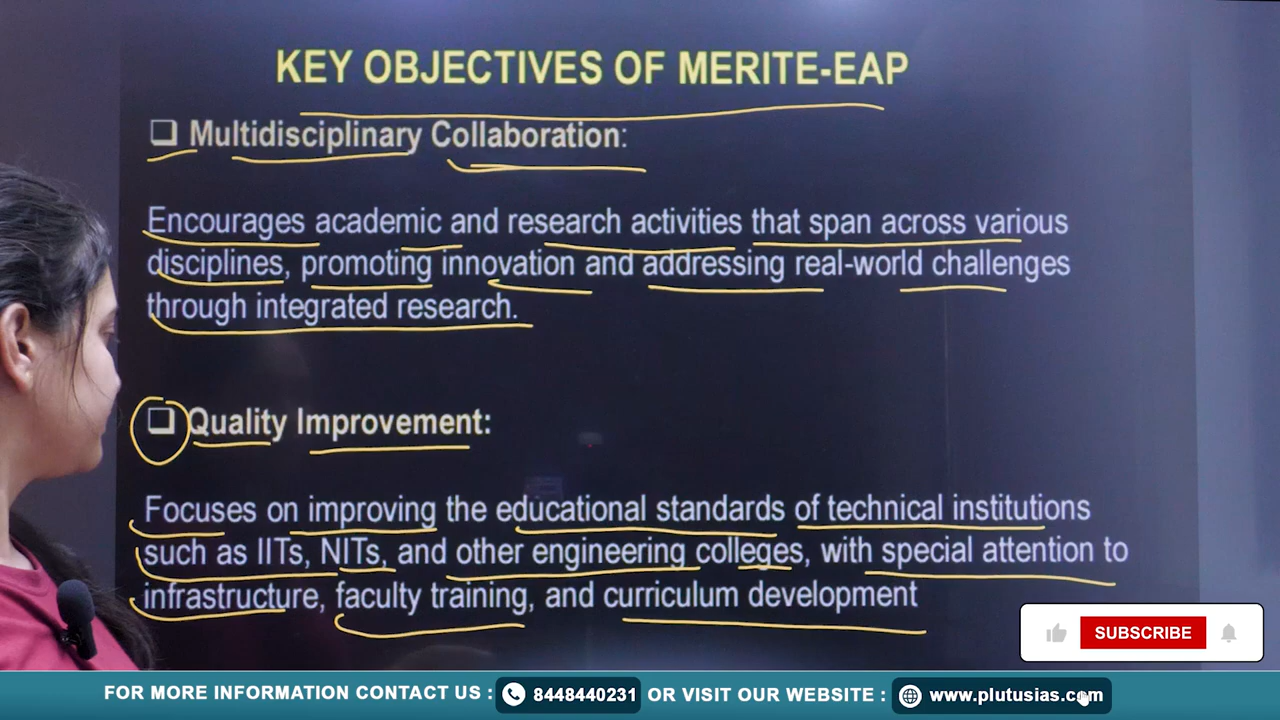 KEY OBJECTIVES OF MERITE-EAP
❑ Multidisciplinary Collaboration:
Encourages academic and research activities that span across various
disciplines, promoting innovation and addressing real-world challenges
through integrated research.
❑ Quality Improvement:
Focuses on improving the educational standards of technical institutions
such as IITs, NITs, and other engineering colleges, with special attention to
infrastructure, faculty training, and curriculum development
SUBSCRIBE
FOR MORE INFORMATION CONTACT US : 8448440231 OR VISIT OUR WEBSITE : www.plutusias.com